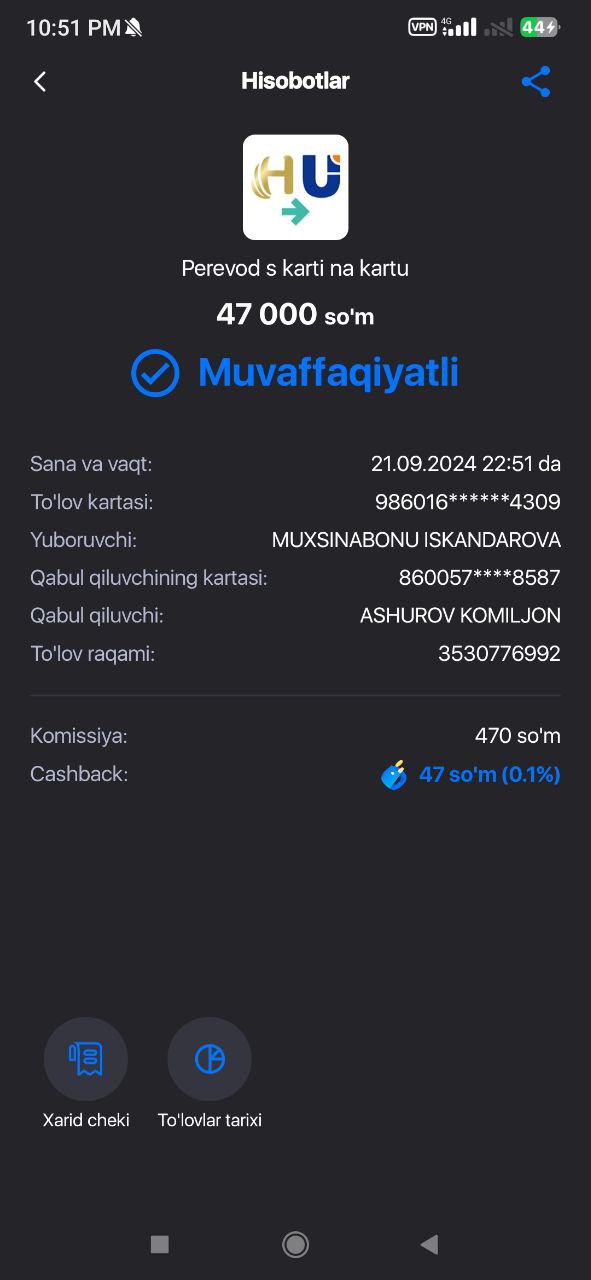 10:51 PM VPN 4G 44
Hisobotlar
HU
Perevod s karti na kartu
47 000 so'm
Muvaffaqiyatli
Sana va vaqt: 21.09.2024 22:51 da
To'lov kartasi: 986016******4309
Yuboruvchi: MUXSINABONU ISKANDAROVA
Qabul qiluvchining kartasi: 860057****8587
Qabul qiluvchi: ASHUROV KOMILJON
To'lov raqami: 3530776992
Komissiya: 470 so'm
Cashback: 47 so'm (0.1%)
Xarid cheki To'lovlar tarixi